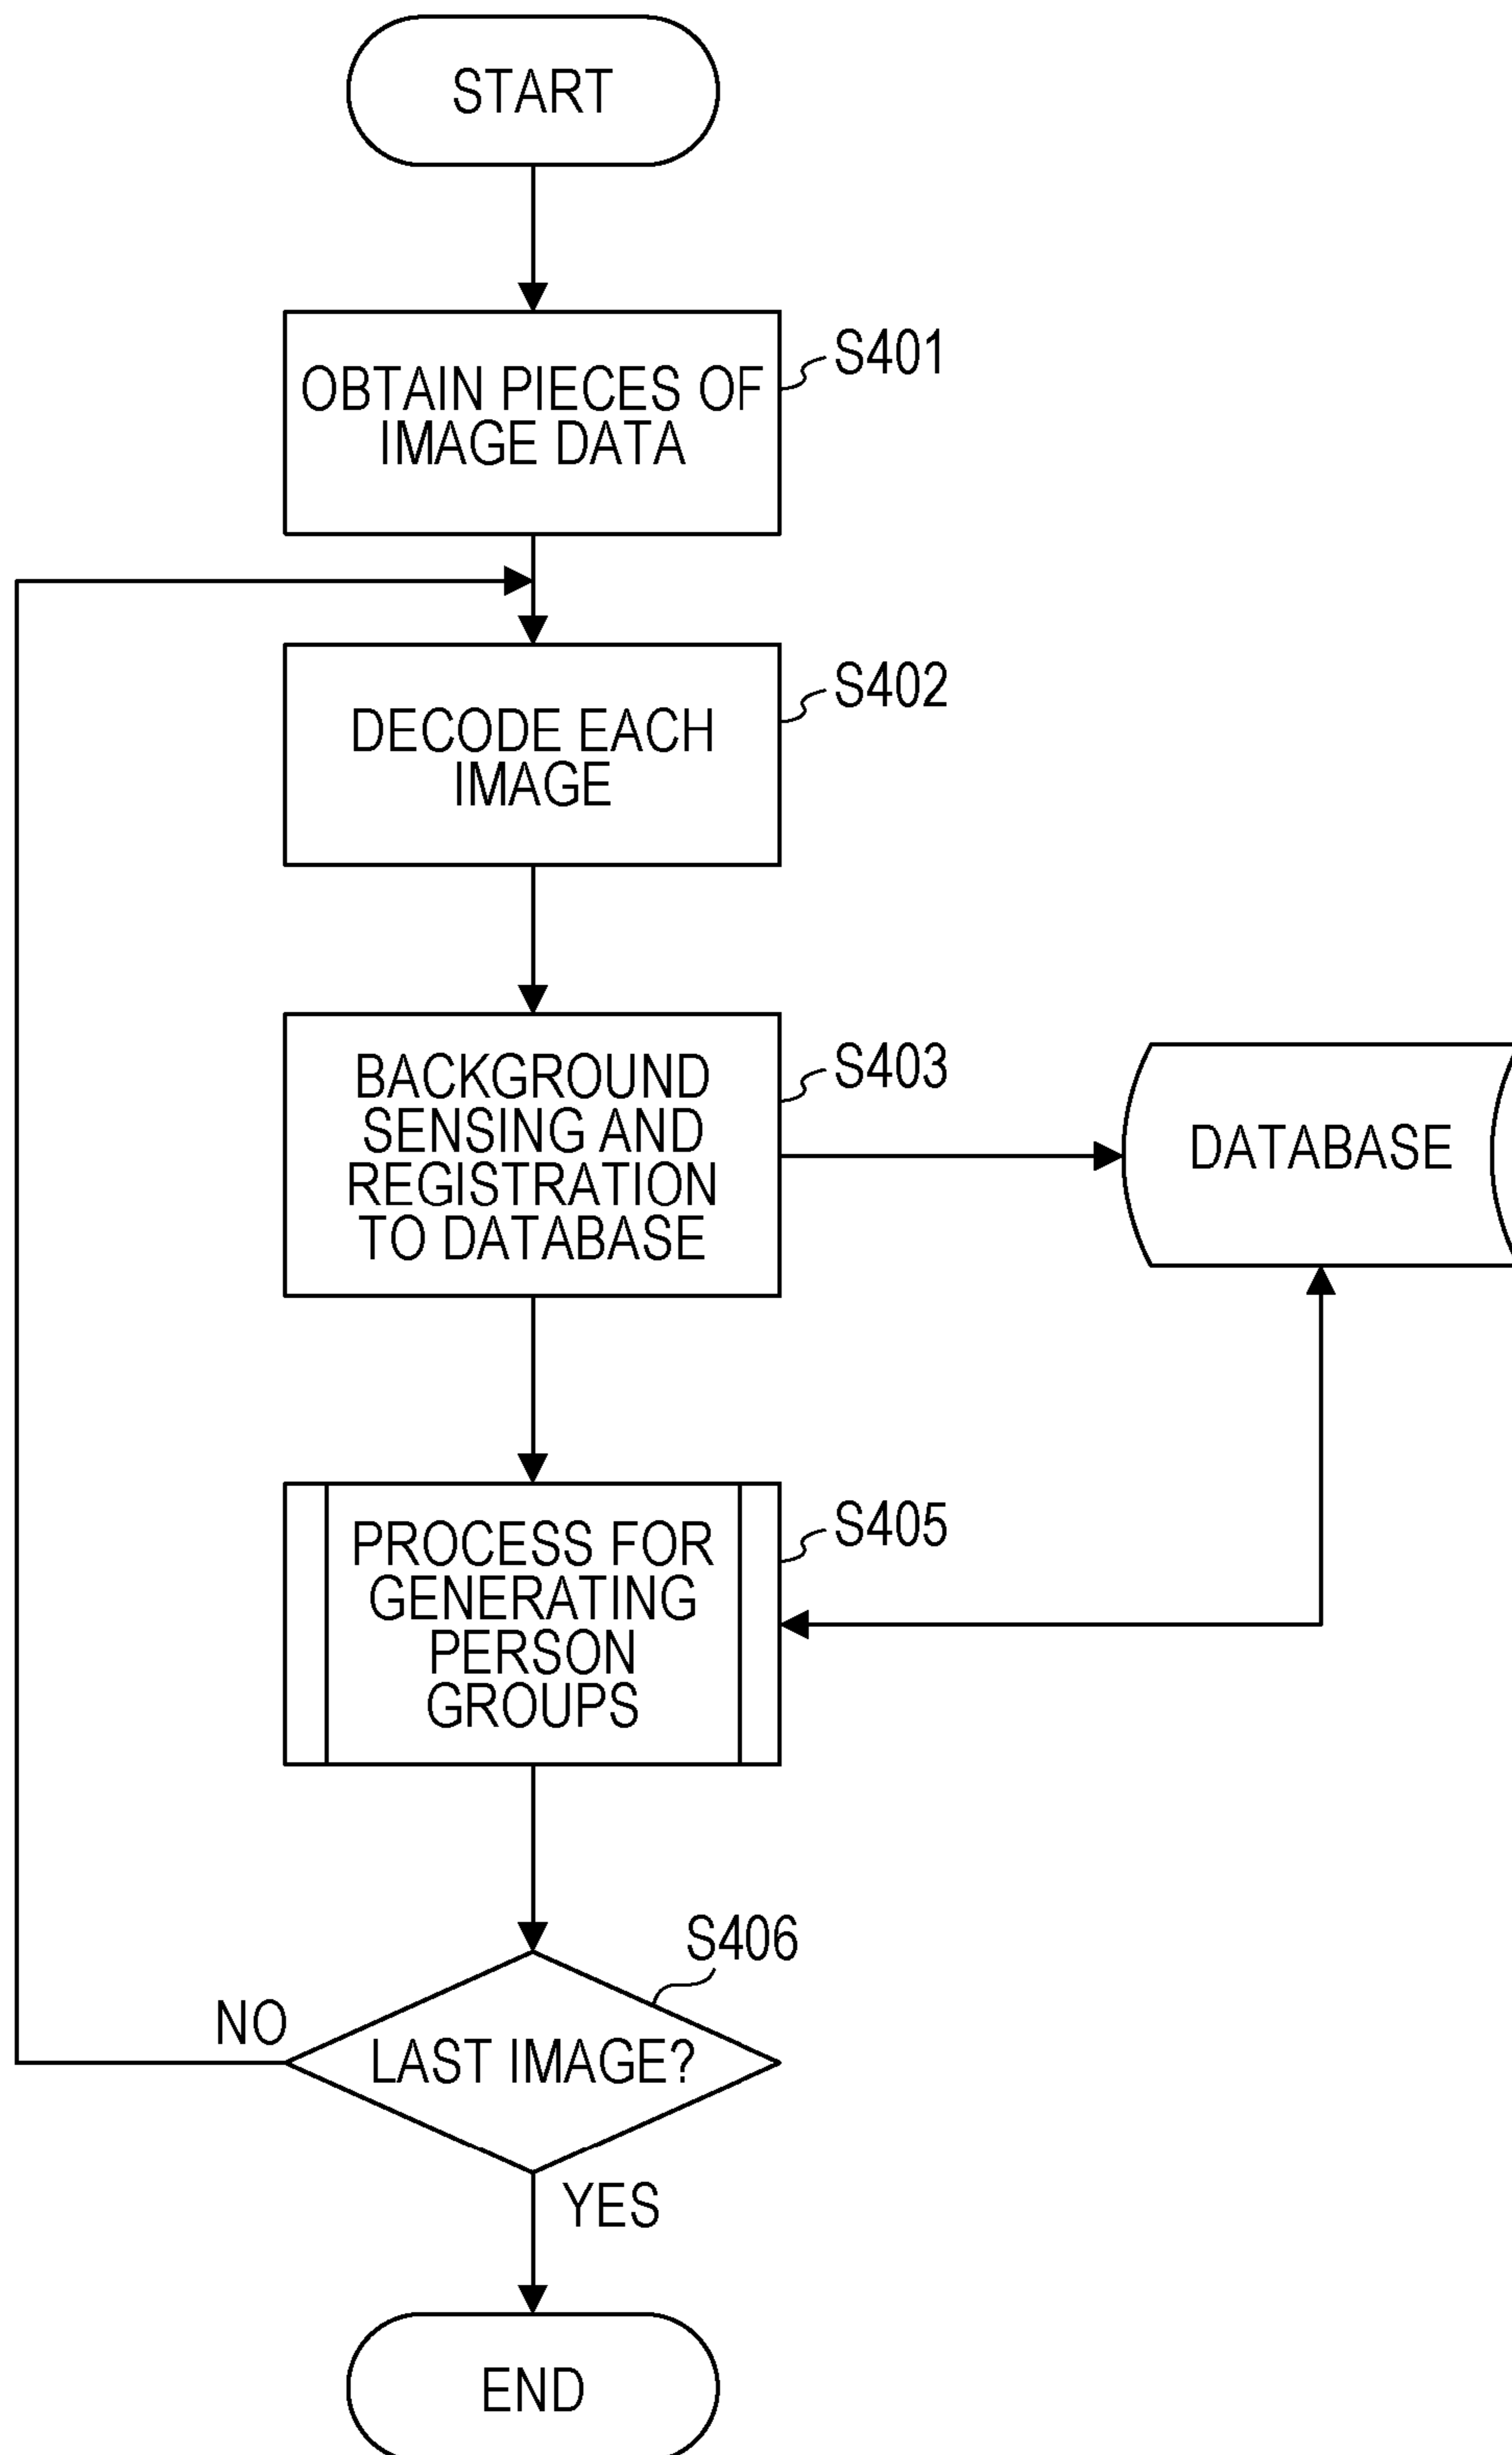 START
OBTAIN PIECES OF
IMAGE DATA
S401
DECODE EACH
IMAGE
S402
BACKGROUND
SENSING AND
REGISTRATION
TO DATABASE
S403
DATABASE
PROCESS FOR
GENERATING
PERSON
GROUPS
S405
S406
NO
LAST IMAGE?
YES
END